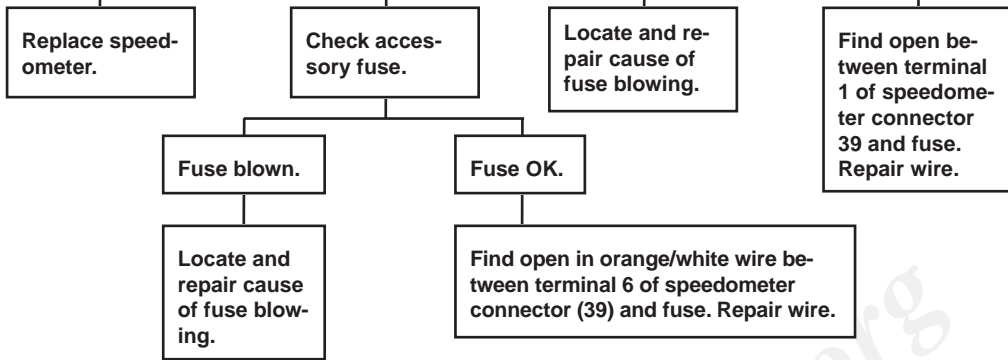 Replace speed-
ometer.
Check acces-
sory fuse.
Locate and re-
pair cause of
fuse blowing.
Find open be-
tween terminal
1 of speedome-
ter connector
39 and fuse.
Repair wire.
Fuse blown.
Fuse OK.
Locate and
repair cause
of fuse blow-
ing.
Find open in orange/white wire be-
tween terminal 6 of speedometer
connector (39) and fuse. Repair wire.
org